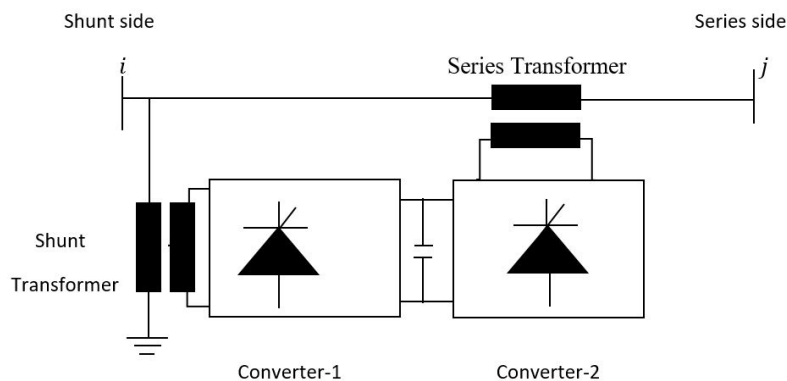 Shunt side
Series side
i
Series Transformer
j
Shunt
Transformer
Converter-1
Converter-2